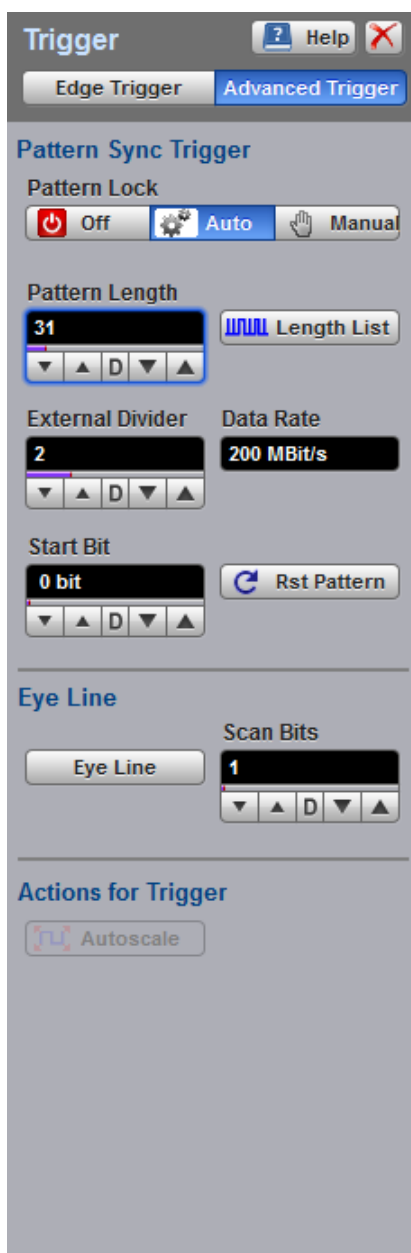 Trigger
? Help
Edge Trigger Advanced Trigger
Pattern Sync Trigger
Pattern Lock
Off Auto Manual
Pattern Length
31 Length List
D
External Divider Data Rate
2 200 MBit/s
D
Start Bit
0 bit Rst Pattern
D
Eye Line
Scan Bits
Eye Line 1
D
Actions for Trigger
Autoscale